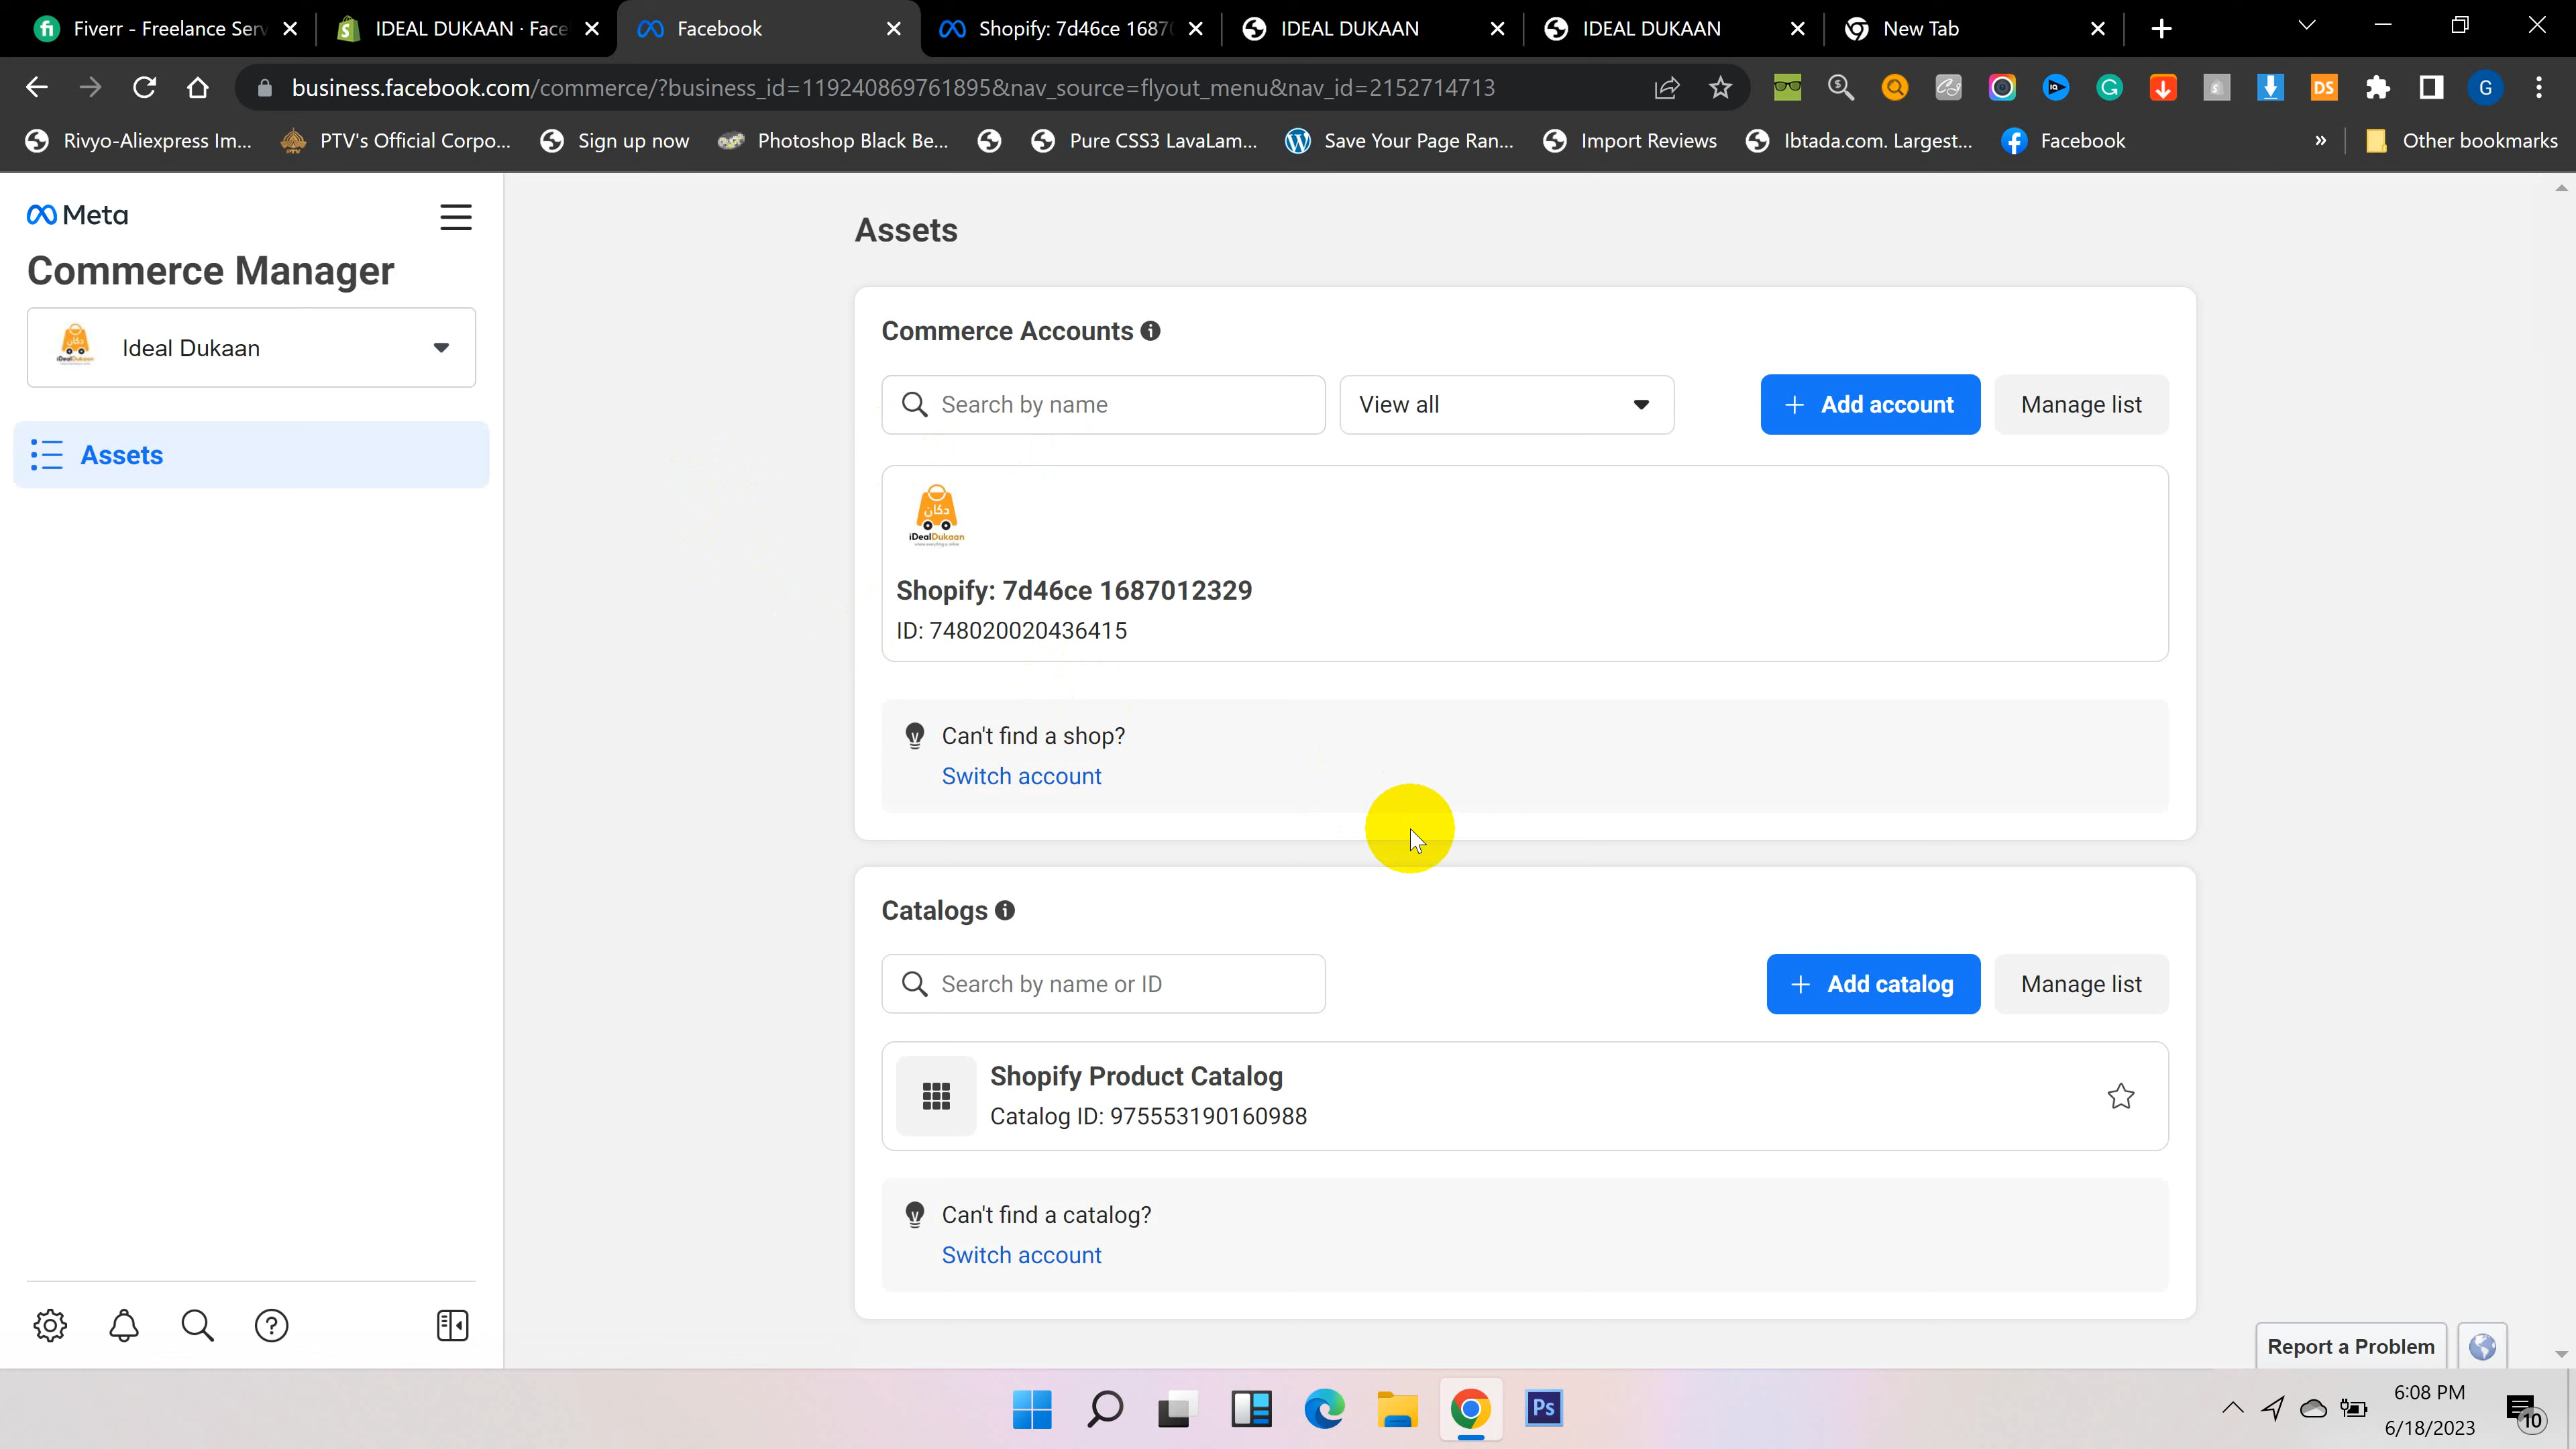 Fiverr - Freelance Serv
IDEAL DUKAAN · Face
Facebook
Shopify: 7d46ce 1687
IDEAL DUKAAN
IDEAL DUKAAN
New Tab
business.facebook.com/commerce/?business_id=119240869761895&nav_source=flyout_menu&nav_id=2152714713
Rivyo-Aliexpress Im...
PTV's Official Corpo...
Sign up now
Photoshop Black Be...
Pure CSS3 LavaLam...
Save Your Page Ran...
Import Reviews
Ibtada.com. Largest...
Facebook
Other bookmarks
Meta
Commerce Manager
Ideal Dukaan
Assets
Assets
Commerce Accounts
Search by name
View all
Add account
Manage list
دكان
iDealDukaan
Shopify: 7d46ce 1687012329
ID: 748020020436415
Can't find a shop?
Switch account
Catalogs
Search by name or ID
Add catalog
Manage list
Shopify Product Catalog
Catalog ID: 975553190160988
Can't find a catalog?
Switch account
Report a Problem
Ps
6:08 PM
6/18/2023
10